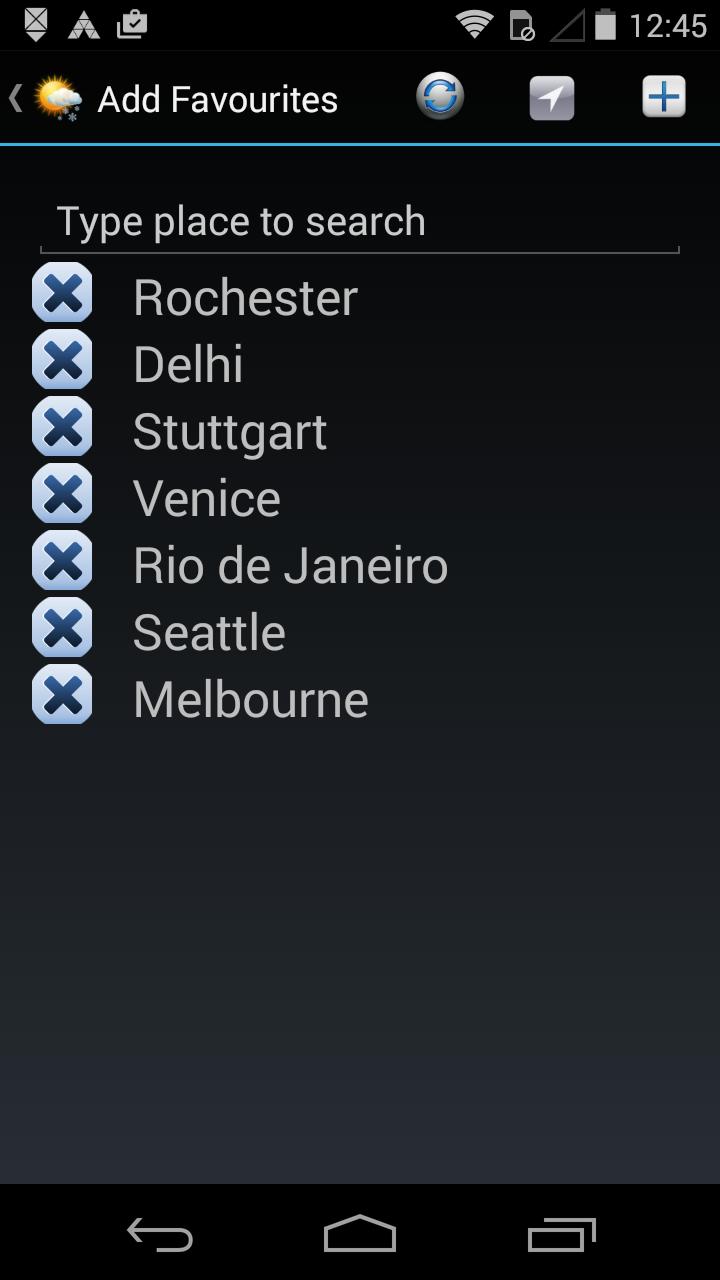 12:45
Add Favourites
Type place to search
Rochester
Delhi
Stuttgart
Venice
Rio de Janeiro
Seattle
Melbourne